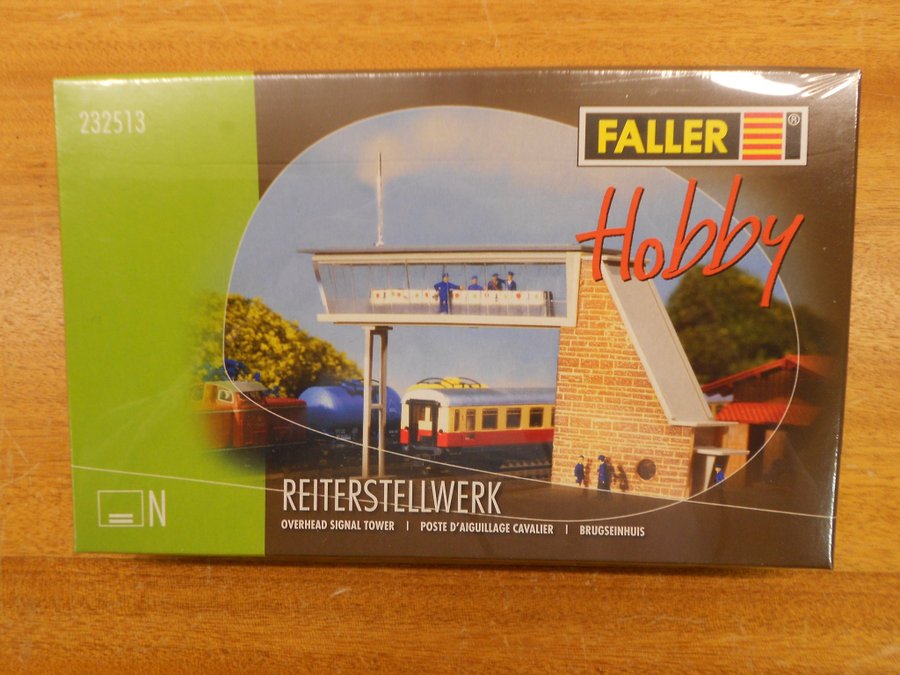 232513
FALLER ®
Hobby
N
REITERSTELLWERK
OVERHEAD SIGNAL TOWER | POSTE D'AIGUILLAGE CAVALIER | BRUGSEINHUIS